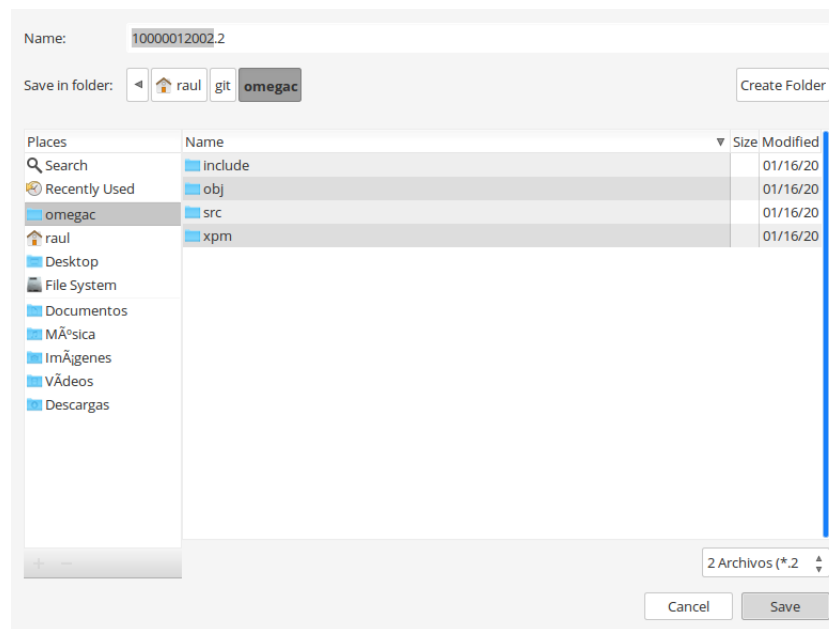 Name: 10000012002.2
Save in folder: raul git omegac Create Folder
Places Name Size Modified
Search include 01/16/20
Recently Used obj 01/16/20
omegac src 01/16/20
raul xpm 01/16/20
Desktop
File System
Documentos
MÃºsica
ImÃ¡genes
VÃdeos
Descargas
2 Archivos (*.2
Cancel Save